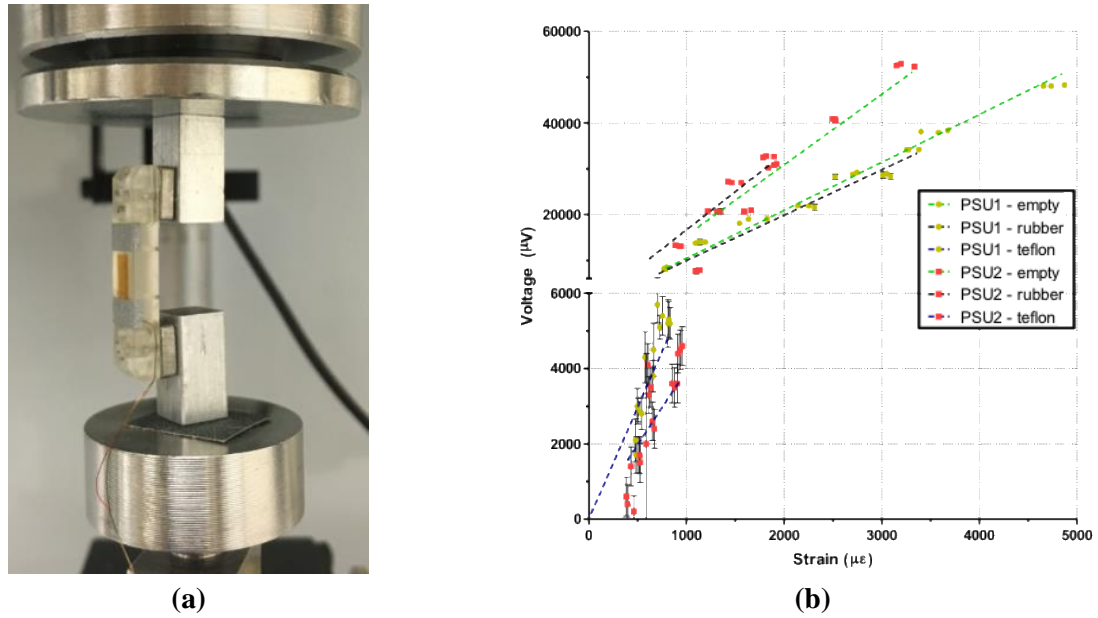 60000
40000
20000
6000
4000
2000
0
Voltage (μV)
0 1000 2000 3000 4000 5000
Strain (με)
PSU1 - empty
PSU1 - rubber
PSU1 - teflon
PSU2 - empty
PSU2 - rubber
PSU2 - teflon
(a) (b)